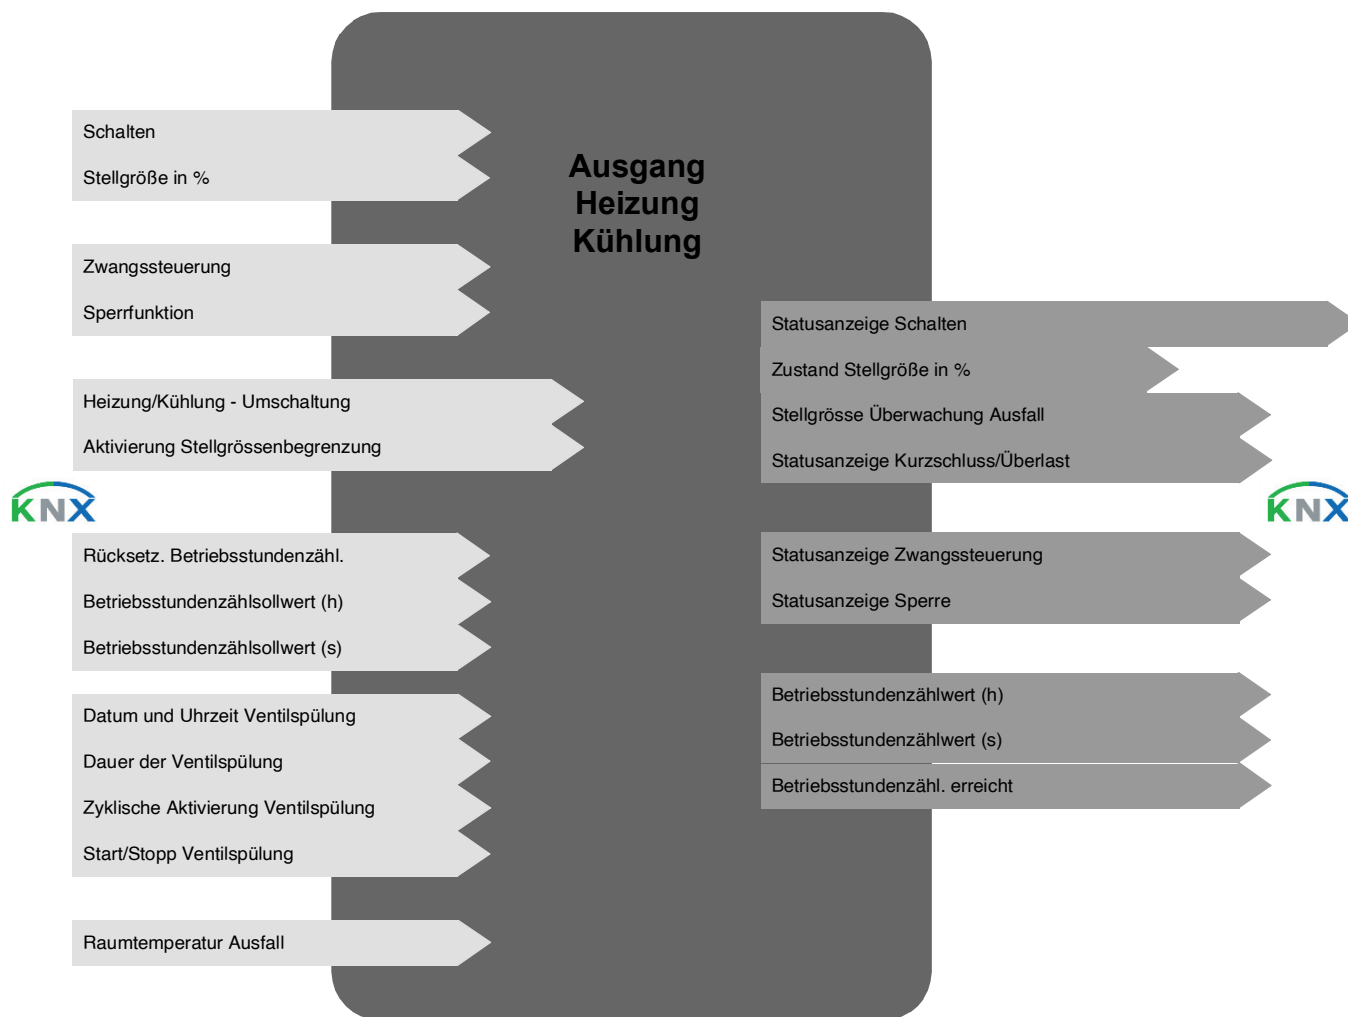 Ausgang
Heizung
Kühlung
Schalten
Stellgröße in %
Zwangssteuerung
Sperrfunktion
Heizung/Kühlung - Umschaltung
Aktivierung Stellgrössenbegrenzung
KNX
Rücksetz. Betriebsstundenzähl.
Betriebsstundenzählsollwert (h)
Betriebsstundenzählsollwert (s)
Datum und Uhrzeit Ventilspülung
Dauer der Ventilspülung
Zyklische Aktivierung Ventilspülung
Start/Stopp Ventilspülung
Raumtemperatur Ausfall
Statusanzeige Schalten
Zustand Stellgröße in %
Stellgrösse Überwachung Ausfall
Statusanzeige Kurzschluss/Überlast
KNX
Statusanzeige Zwangssteuerung
Statusanzeige Sperre
Betriebsstundenzählwert (h)
Betriebsstundenzählwert (s)
Betriebsstundenzähl. erreicht